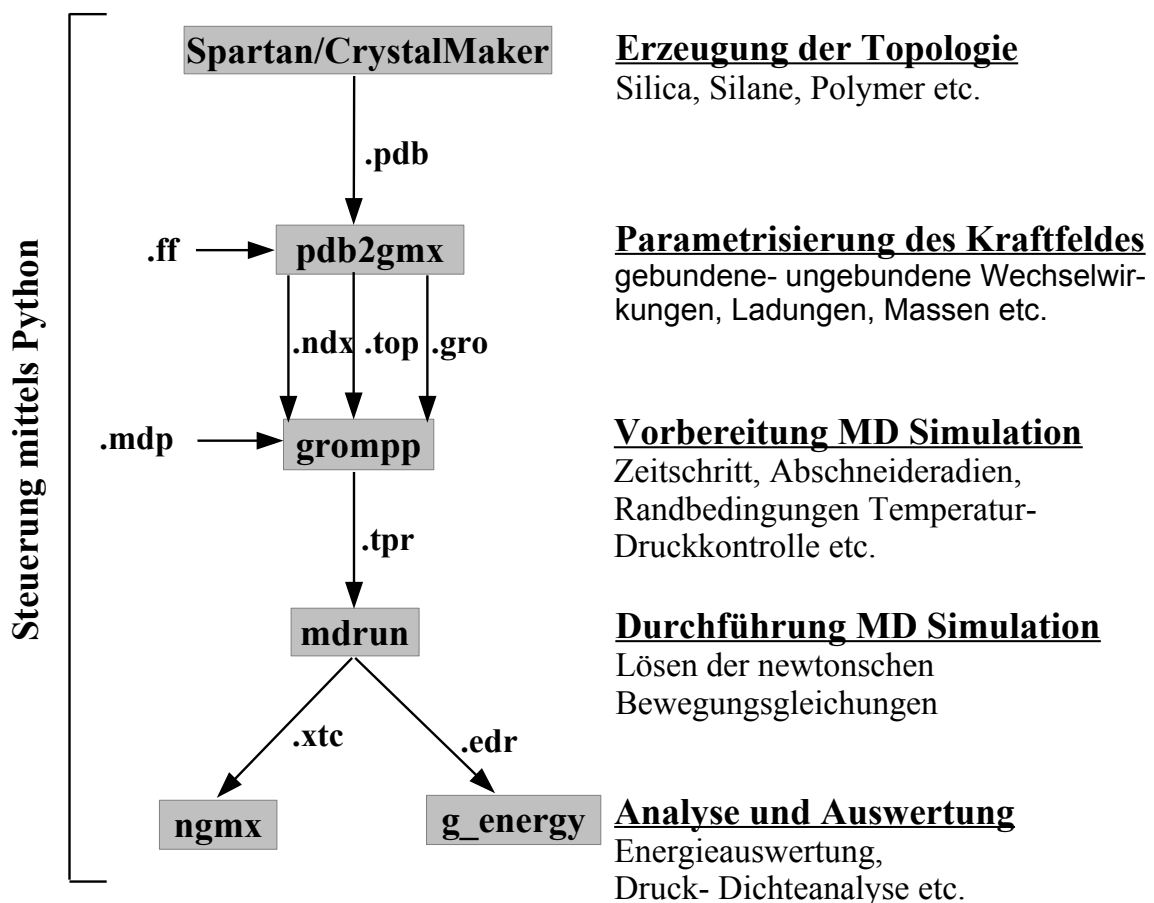 Steuerung mittels Python
Spartan/CrystalMaker
Erzeugung der Topologie
Silica, Silane, Polymer etc.
.pdb
.ff
pdb2gmx
Parametrisierung des Kraftfeldes
gebundene- ungebundene Wechselwir-
kungen, Ladungen, Massen etc.
.ndx .top .gro
.mdp
grompp
Vorbereitung MD Simulation
Zeitschritt, Abschneideradien,
Randbedingungen Temperatur-
Druckkontrolle etc.
.tpr
mdrun
Durchführung MD Simulation
Lösen der newtonschen
Bewegungsgleichungen
.xtc
.edr
ngmx
g_energy
Analyse und Auswertung
Energieauswertung,
Druck- Dichteanalyse etc.